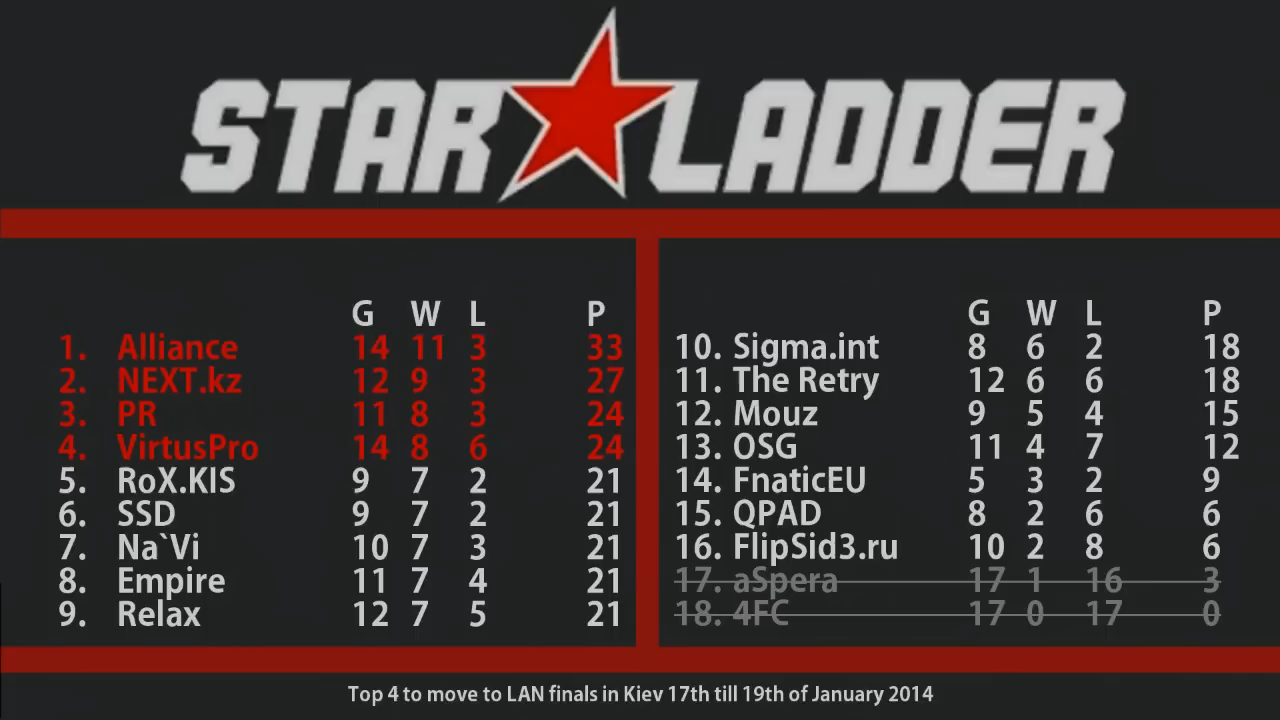 STAR LADDER
G W L P
1. Alliance 14 11 3 33
2. NEXT.kz 12 9 3 27
3. PR 11 8 3 24
4. VirtusPro 14 8 6 24
5. RoX.KIS 9 7 2 21
6. SSD 9 7 2 21
7. Na`Vi 10 7 3 21
8. Empire 11 7 4 21
9. Relax 12 7 5 21
G W L P
10. Sigma.int 8 6 2 18
11. The Retry 12 6 6 18
12. Mouz 9 5 4 15
13. OSG 11 4 7 12
14. FnaticEU 5 3 2 9
15. QPAD 8 2 6 6
16. FlipSid3.ru 10 2 8 6
17. aSpera 17 1 16 3
18. 4FC 17 0 17 0
Top 4 to move to LAN finals in Kiev 17th till 19th of January 2014